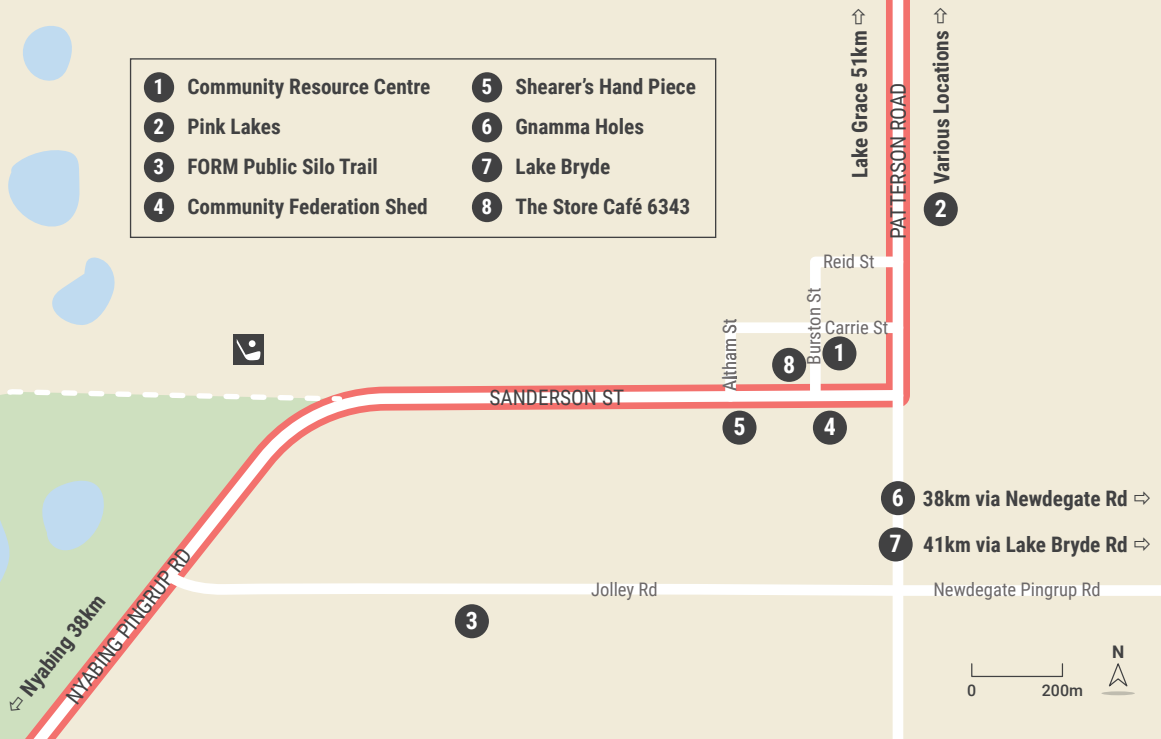 Lake Grace 51km ⇨
PATTERSON ROAD
Various Locations ⇨
2
1 Community Resource Centre
2 Pink Lakes
3 FORM Public Silo Trail
4 Community Federation Shed
5 Shearer's Hand Piece
6 Gnamma Holes
7 Lake Bryde
8 The Store Café 6343
Reid St
Burston St
Carrie St
Altham St
8
1
SANDERSON ST
5
4
6 38km via Newdegate Rd ⇨
7 41km via Lake Bryde Rd ⇨
Jolley Rd
Newdegate Pingrup Rd
3
NYABING PINGRUP RD
⇦ Nyabing 38km
N
0 200m